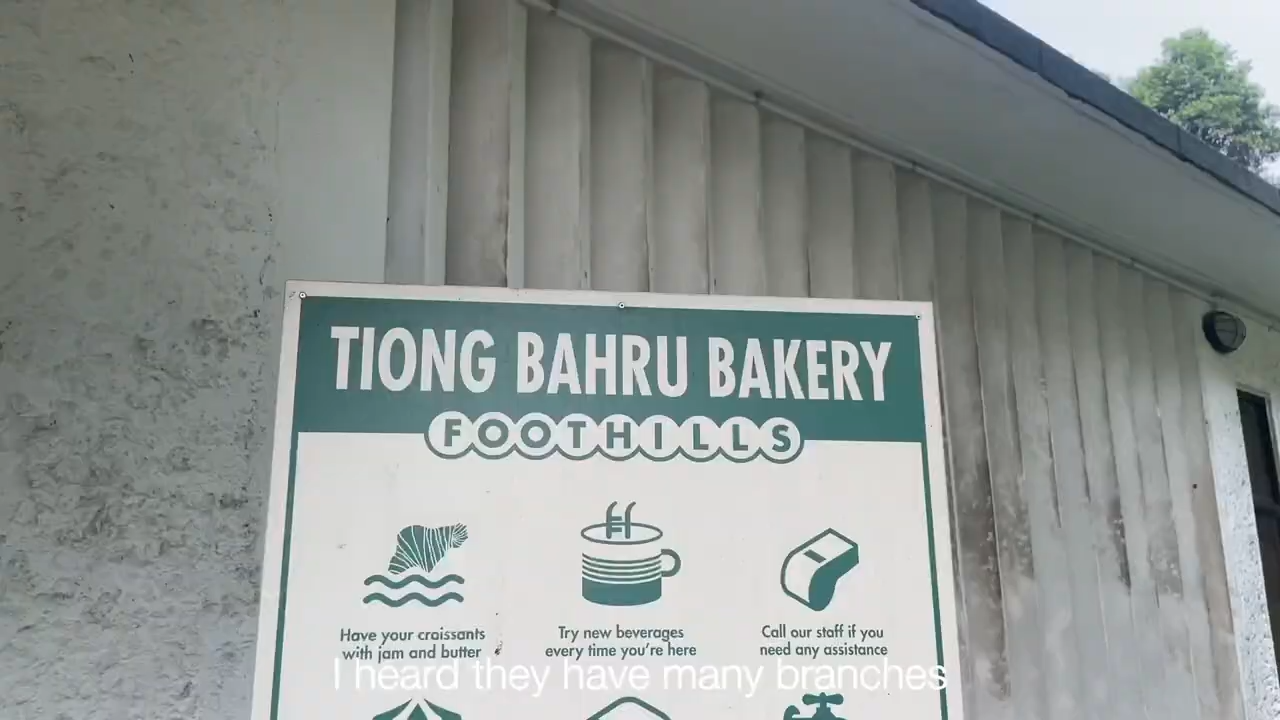 TIONG BAHRU BAKERY
FOOTHILLS
Have your croissants
with jam and butter
Try new beverages
every time you're here
Call our staff if you
need any assistance
I heard they have many branches